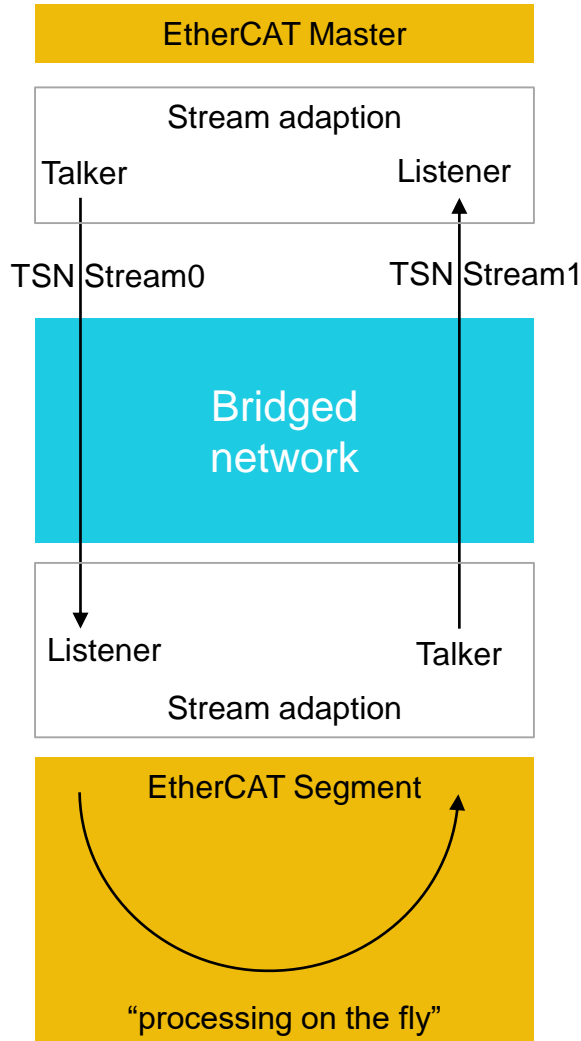 EtherCAT Master
Stream adaption
Talker
Listener
TSN Stream0
TSN Stream1
Bridged
network
Listener
Talker
Stream adaption
EtherCAT Segment
“processing on the fly”